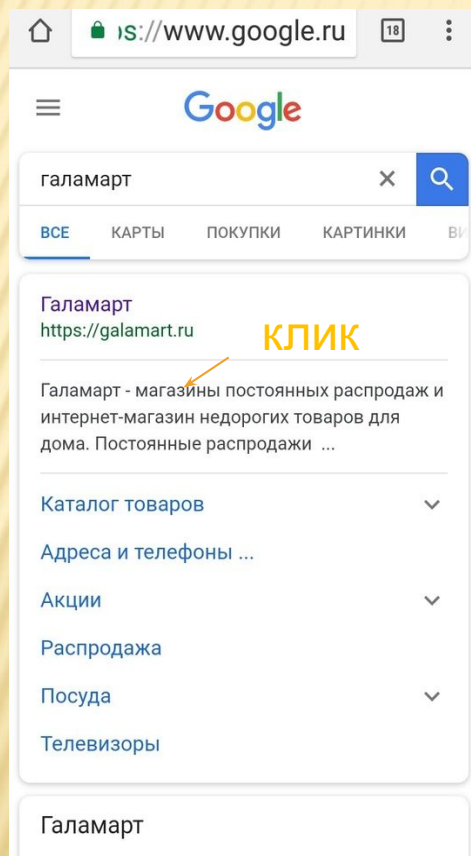 s://www.google.ru 18
Google
галамарт
ВСЕ КАРТЫ ПОКУПКИ КАРТИНКИ ВИ
Галамарт
https://galamart.ru
КЛИК
Галамарт - магазины постоянных распродаж и
интернет-магазин недорогих товаров для
дома. Постоянные распродажи ...
Каталог товаров
Адреса и телефоны ...
Акции
Распродажа
Посуда
Телевизоры
Галамарт